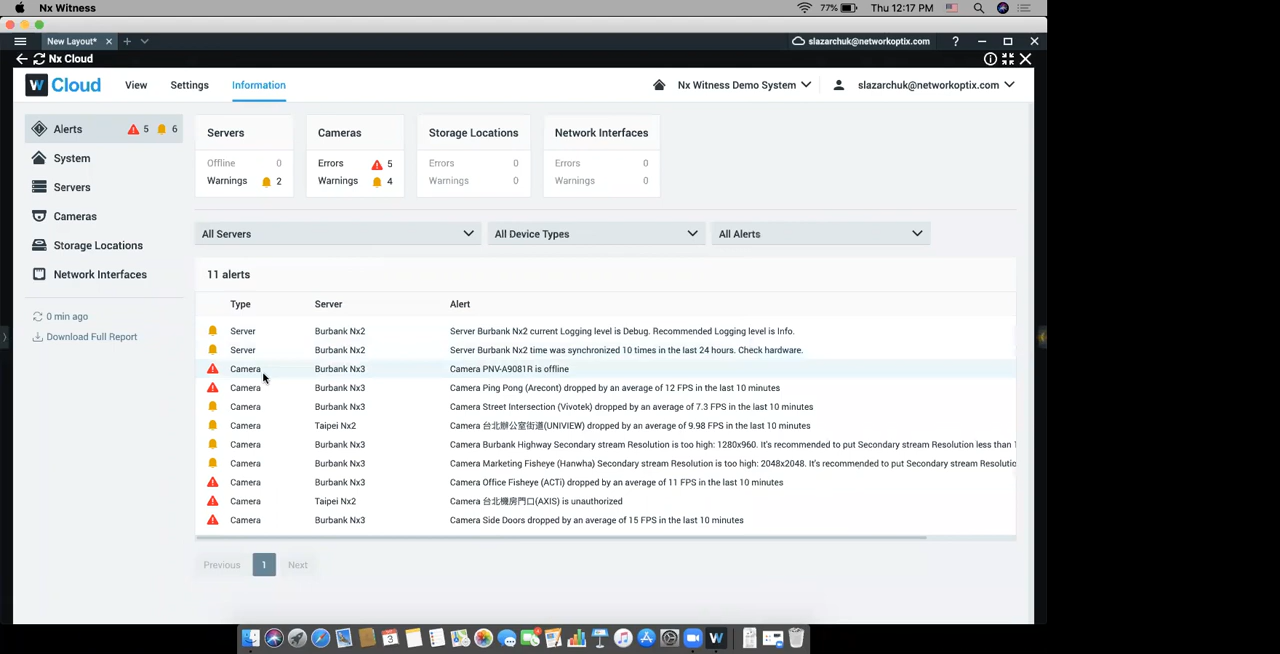 Nx Witness
77%
Thu 12:17 PM
New Layout*
slazarchuk@networkoptix.com
?
Nx Cloud
W Cloud
View
Settings
Information
Nx Witness Demo System
slazarchuk@networkoptix.com
Alerts 5 6
System
Servers
Cameras
Storage Locations
Network Interfaces
0 min ago
Download Full Report
Servers
Offline 0
Warnings 2
Cameras
Errors 5
Warnings 4
Storage Locations
Errors 0
Warnings 0
Network Interfaces
Errors 0
Warnings 0
All Servers
All Device Types
All Alerts
11 alerts
Type Server Alert
Server Burbank Nx2 Server Burbank Nx2 current Logging level is Debug. Recommended Logging level is Info.
Server Burbank Nx2 Server Burbank Nx2 time was synchronized 10 times in the last 24 hours. Check hardware.
Camera Burbank Nx3 Camera PNV-A9081R is offline
Camera Burbank Nx3 Camera Ping Pong (Arecont) dropped by an average of 12 FPS in the last 10 minutes
Camera Burbank Nx3 Camera Street Intersection (Vivotek) dropped by an average of 7.3 FPS in the last 10 minutes
Camera Taipei Nx2 Camera 台北辦公室街道(UNIVIEW) dropped by an average of 9.98 FPS in the last 10 minutes
Camera Burbank Nx3 Camera Burbank Highway Secondary stream Resolution is too high: 1280x960. It's recommended to put Secondary stream Resolution less than 1
Camera Burbank Nx3 Camera Marketing Fisheye (Hanwha) Secondary stream Resolution is too high: 2048x2048. It's recommended to put Secondary stream Resolutio
Camera Burbank Nx3 Camera Office Fisheye (ACTi) dropped by an average of 11 FPS in the last 10 minutes
Camera Taipei Nx2 Camera 台北機房門口(AXIS) is unauthorized
Camera Burbank Nx3 Camera Side Doors dropped by an average of 15 FPS in the last 10 minutes
Previous 1 Next
3
W